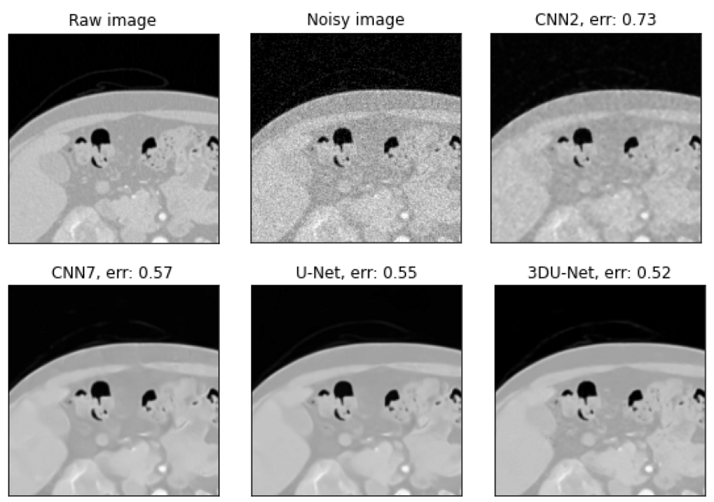 Raw image
Noisy image
CNN2, err: 0.73
CNN7, err: 0.57
U-Net, err: 0.55
3DU-Net, err: 0.52